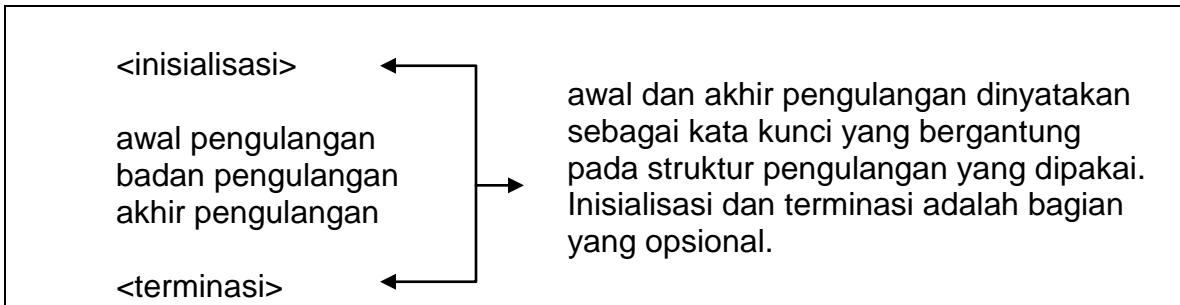 <inisialisasi>
awal pengulangan
badan pengulangan
akhir pengulangan
<terminasi>
awal dan akhir pengulangan dinyatakan
sebagai kata kunci yang bergantung
pada struktur pengulangan yang dipakai.
Inisialisasi dan terminasi adalah bagian
yang opsional.